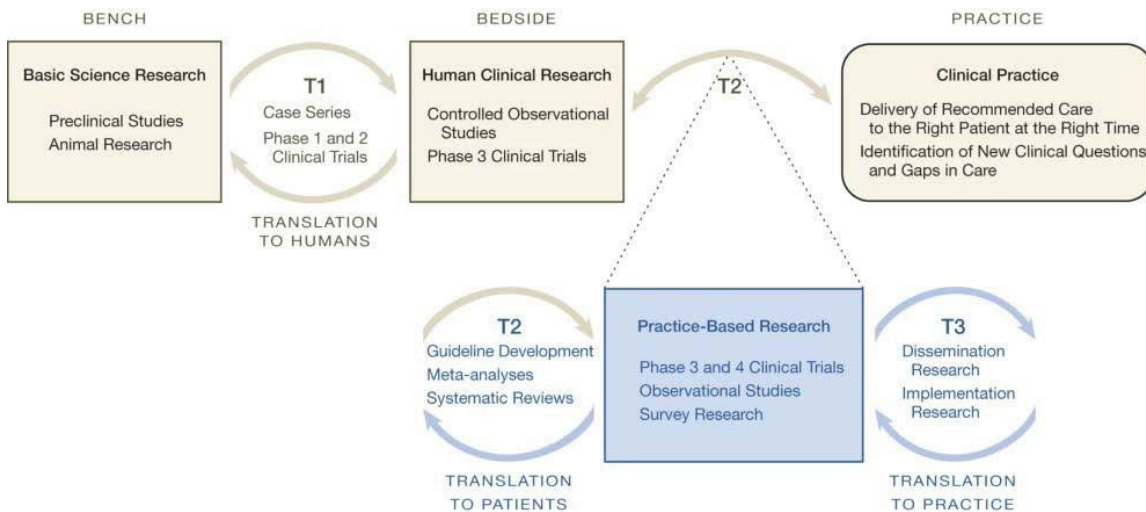 BENCH
BEDSIDE
PRACTICE
Basic Science Research
Preclinical Studies
Animal Research
T1
Case Series
Phase 1 and 2
Clinical Trials
TRANSLATION
TO HUMANS
Human Clinical Research
Controlled Observational
Studies
Phase 3 Clinical Trials
T2
Clinical Practice
Delivery of Recommended Care
to the Right Patient at the Right Time
Identification of New Clinical Questions
and Gaps in Care
T2
Guideline Development
Meta-analyses
Systematic Reviews
TRANSLATION
TO PATIENTS
Practice-Based Research
Phase 3 and 4 Clinical Trials
Observational Studies
Survey Research
T3
Dissemination
Research
Implementation
Research
TRANSLATION
TO PRACTICE